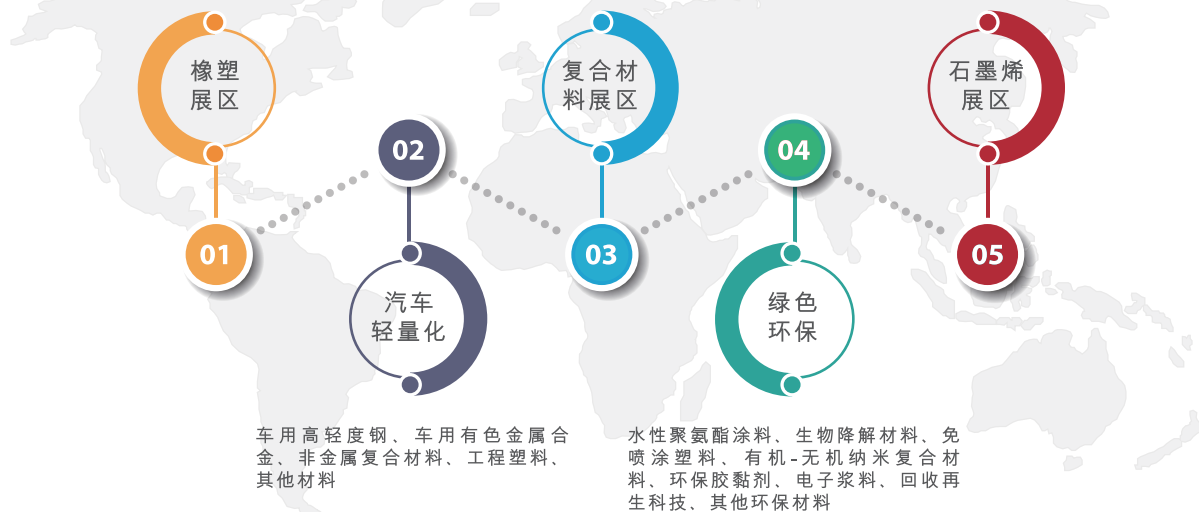 橡塑
展区
01
02
汽车
轻量化
车用高轻度钢、车用有色金属合
金、非金属复合材料、工程塑料、
其他材料
复合材
料展区
03
04
绿色
环保
水性聚氨酯涂料、生物降解材料、免
喷涂塑料、有机-无机纳米复合材
料、环保胶黏剂、电子浆料、回收再
生科技、其他环保材料
石墨烯
展区
05